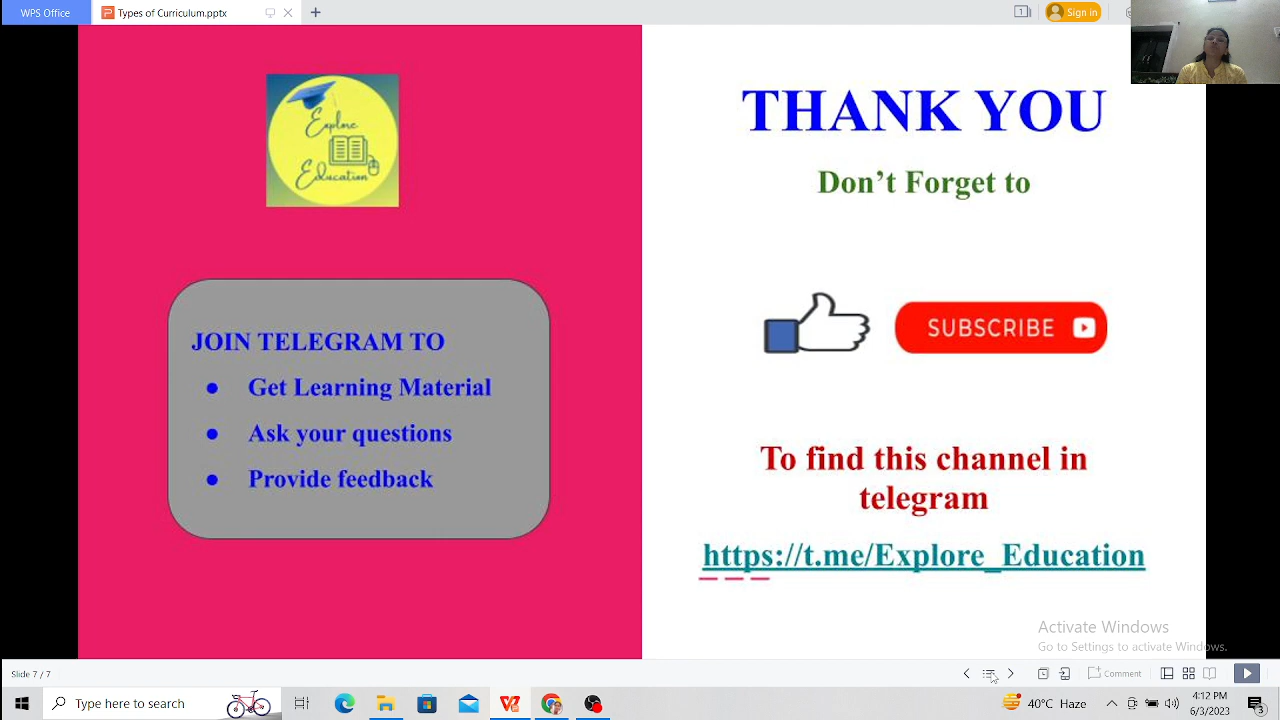 WPS Office
Types of Curriculum.pptx
Sign in
Explore
Education
JOIN TELEGRAM TO
● Get Learning Material
● Ask your questions
● Provide feedback
THANK YOU
Don’t Forget to
SUBSCRIBE
To find this channel in
telegram
https://t.me/Explore_Education
Activate Windows
Go to Settings to activate Windows.
Slide 7 / 7
Comment
Type here to search
40°C Haze
ENG
4:12 PM
5/16/2023